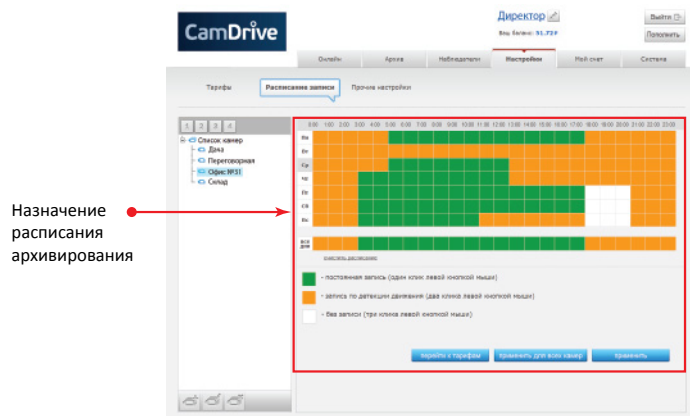 CamDrive
Директор
Ваш баланс: 31.72₽
Выйти
Пополнить
Онлайн Архив Наблюдатели Настройки Мой счет Система
Тарифы Расписание записи Прочие настройки
1 2 3 4
Список камер
Дача
Переговорная
Офис №31
Склад
0:00 1:00 2:00 3:00 4:00 5:00 6:00 7:00 8:00 9:00 10:00 11:00 12:00 13:00 14:00 15:00 16:00 17:00 18:00 19:00 20:00 21:00 22:00 23:00
Пн
Вт
Ср
Чт
Пт
Сб
Вс
все дни
очистить расписание
- постоянная запись (один клик левой кнопкой мыши)
- запись по детекции движения (два клика левой кнопкой мыши)
- без записи (три клика левой кнопкой мыши)
перейти к тарифам применить для всех камер применить
Назначение
расписания
архивирования